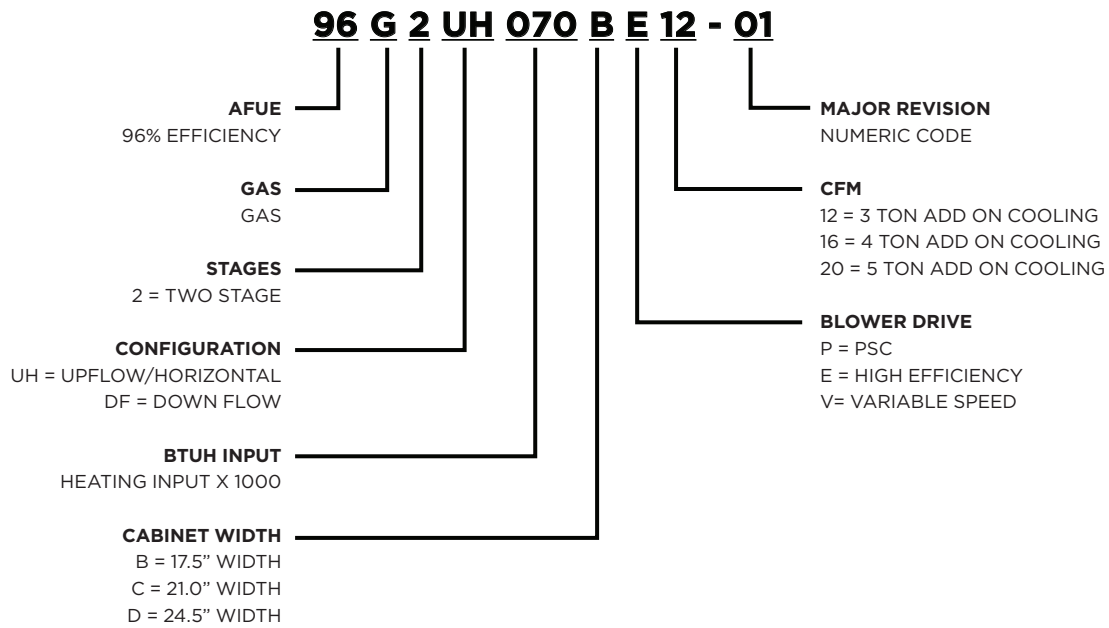 96 G 2 UH 070 B E 12 - 01
AFUE
96% EFFICIENCY
GAS
GAS
STAGES
2 = TWO STAGE
CONFIGURATION
UH = UPFLOW/HORIZONTAL
DF = DOWN FLOW
BTUH INPUT
HEATING INPUT X 1000
CABINET WIDTH
B = 17.5” WIDTH
C = 21.0” WIDTH
D = 24.5” WIDTH
MAJOR REVISION
NUMERIC CODE
CFM
12 = 3 TON ADD ON COOLING
16 = 4 TON ADD ON COOLING
20 = 5 TON ADD ON COOLING
BLOWER DRIVE
P = PSC
E = HIGH EFFICIENCY
V= VARIABLE SPEED